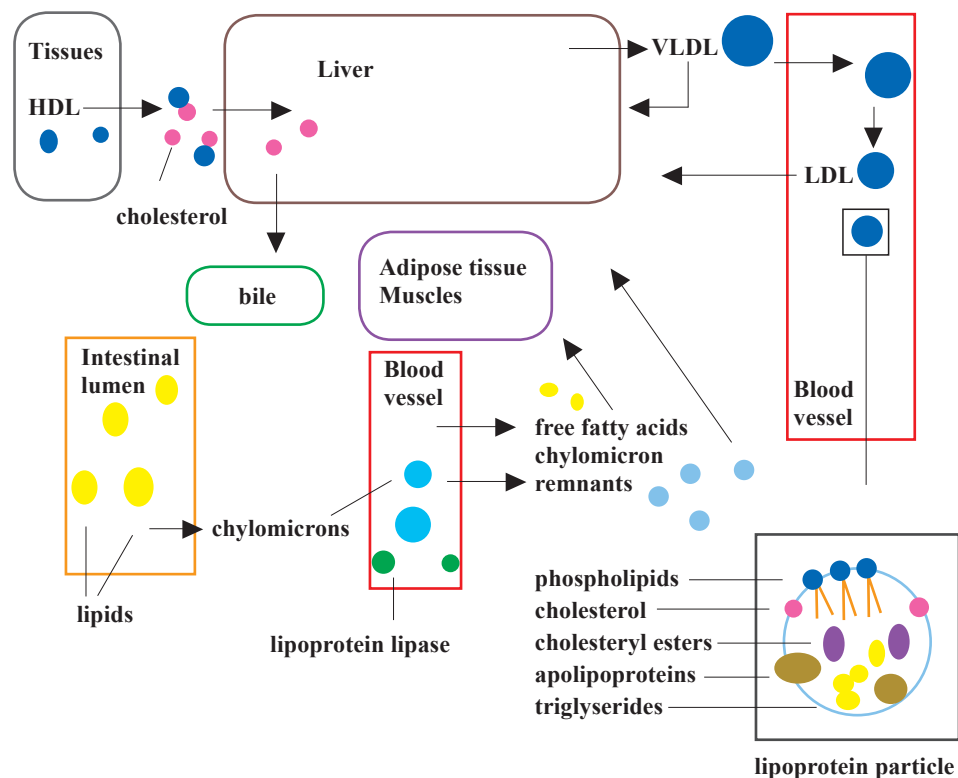 Tissues
HDL
cholesterol
Liver
VLDL
LDL
Blood
vessel
bile
Adipose tissue
Muscles
Intestinal
lumen
lipids
chylomicrons
Blood
vessel
lipoprotein lipase
free fatty acids
chylomicron
remnants
phospholipids
cholesterol
cholesteryl esters
apolipoproteins
triglyserides
lipoprotein particle